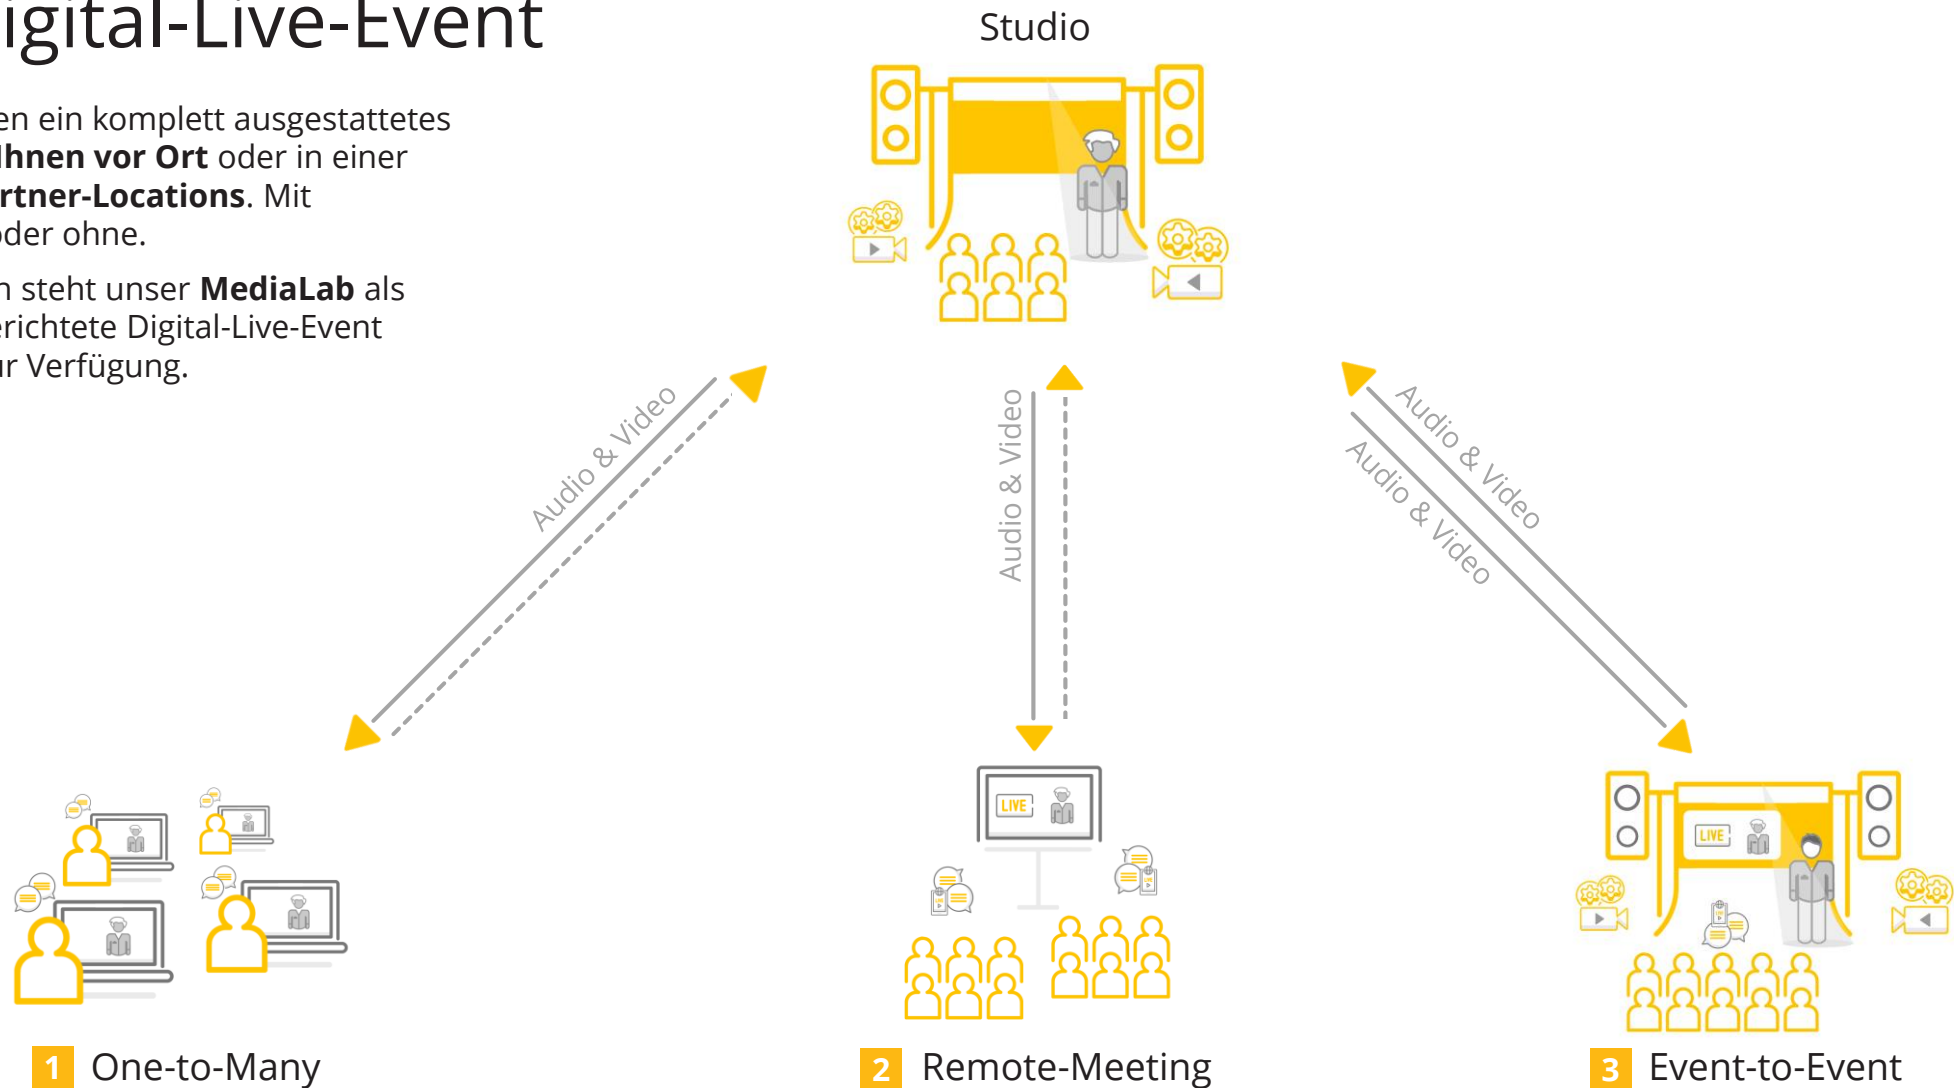 igital-Live-Event
en ein komplett ausgestattetes
Ihnen vor Ort oder in einer
rtner-Locations. Mit
oder ohne.
n steht unser MediaLab als
erichtete Digital-Live-Event
ur Verfügung.
Studio
Audio & Video
Audio & Video
Audio & Video
Audio & Video
LIVE
LIVE
1 One-to-Many
2 Remote-Meeting
3 Event-to-Event